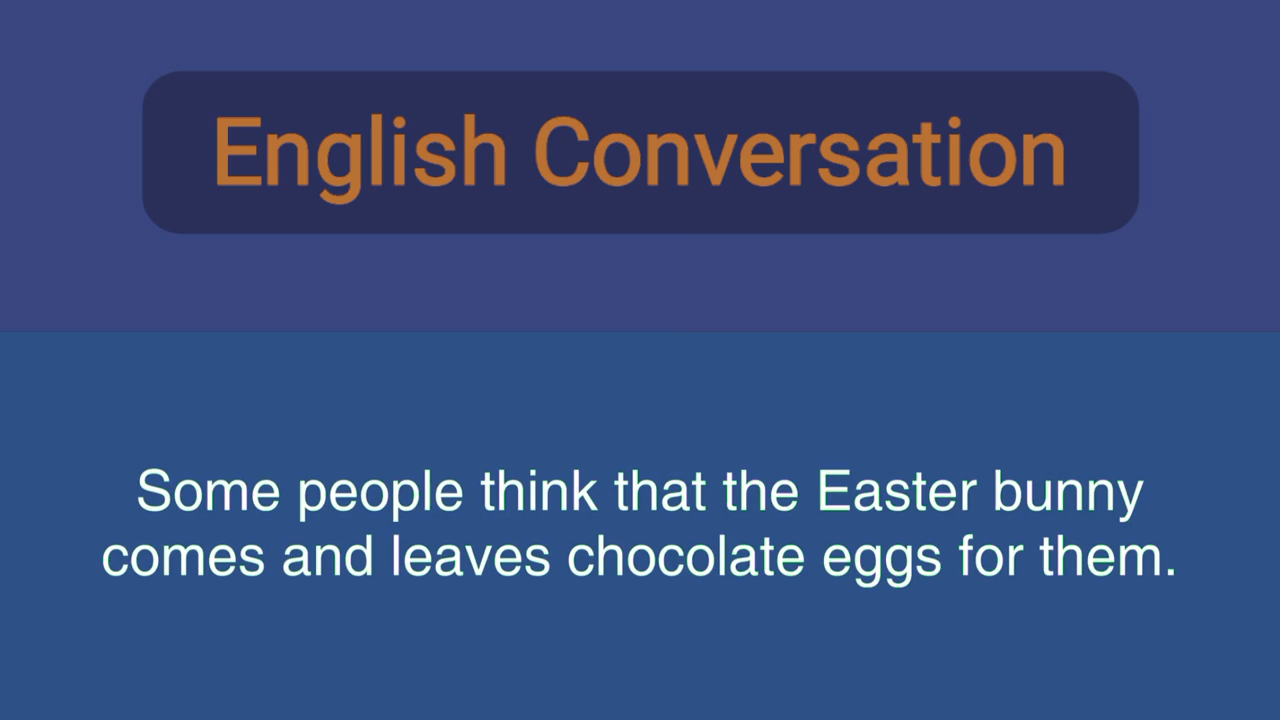 English Conversation
Some people think that the Easter bunny
comes and leaves chocolate eggs for them.